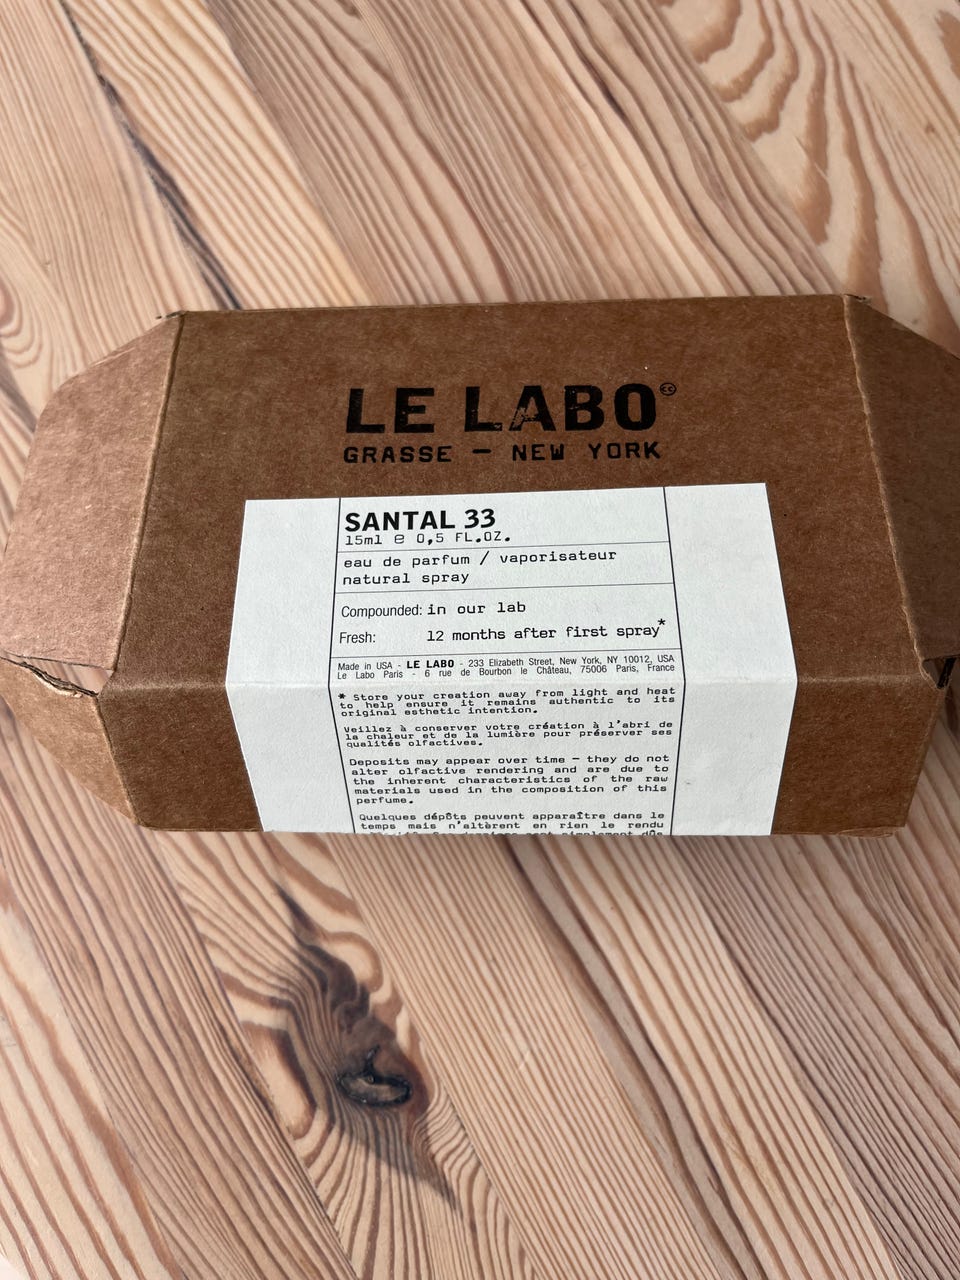 LE LABO
GRASSE — NEW YORK
SANTAL 33
15ml e 0,5 FL.OZ.
eau de parfum / vaporisateur
natural spray
Compounded: in our lab
Fresh: 12 months after first spray*
Made in USA - LE LABO - 233 Elizabeth Street, New York, NY 10012, USA
Le Labo Paris - 6 rue de Bourbon le Château, 75006 Paris, France
* Store your creation away from light and heat
to help ensure it remains authentic to its
original esthetic intention.
Veillez à conserver votre création à l'abri de
la chaleur et de la lumière pour préserver ses
qualités olfactives.
Deposits may appear over time — they do not
alter olfactive rendering and are due to
the inherent characteristics of the raw
materials used in the composition of this
perfume.
Quelques dépôts peuvent apparaître dans le
temps mais n'altèrent en rien le rendu
simplement dûs